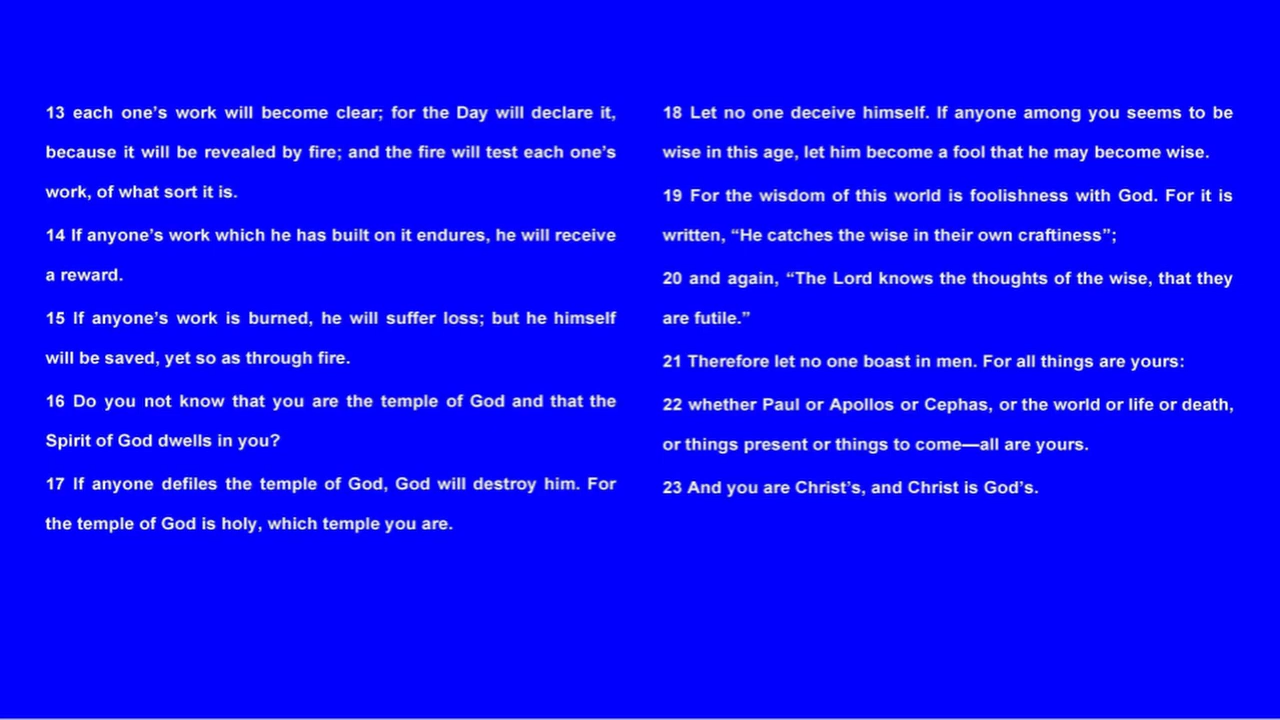 13 each one’s work will become clear; for the Day will declare it,
because it will be revealed by fire; and the fire will test each one’s
work, of what sort it is.
14 If anyone’s work which he has built on it endures, he will receive
a reward.
15 If anyone’s work is burned, he will suffer loss; but he himself
will be saved, yet so as through fire.
16 Do you not know that you are the temple of God and that the
Spirit of God dwells in you?
17 If anyone defiles the temple of God, God will destroy him. For
the temple of God is holy, which temple you are.
18 Let no one deceive himself. If anyone among you seems to be
wise in this age, let him become a fool that he may become wise.
19 For the wisdom of this world is foolishness with God. For it is
written, “He catches the wise in their own craftiness”;
20 and again, “The Lord knows the thoughts of the wise, that they
are futile.”
21 Therefore let no one boast in men. For all things are yours:
22 whether Paul or Apollos or Cephas, or the world or life or death,
or things present or things to come—all are yours.
23 And you are Christ’s, and Christ is God’s.